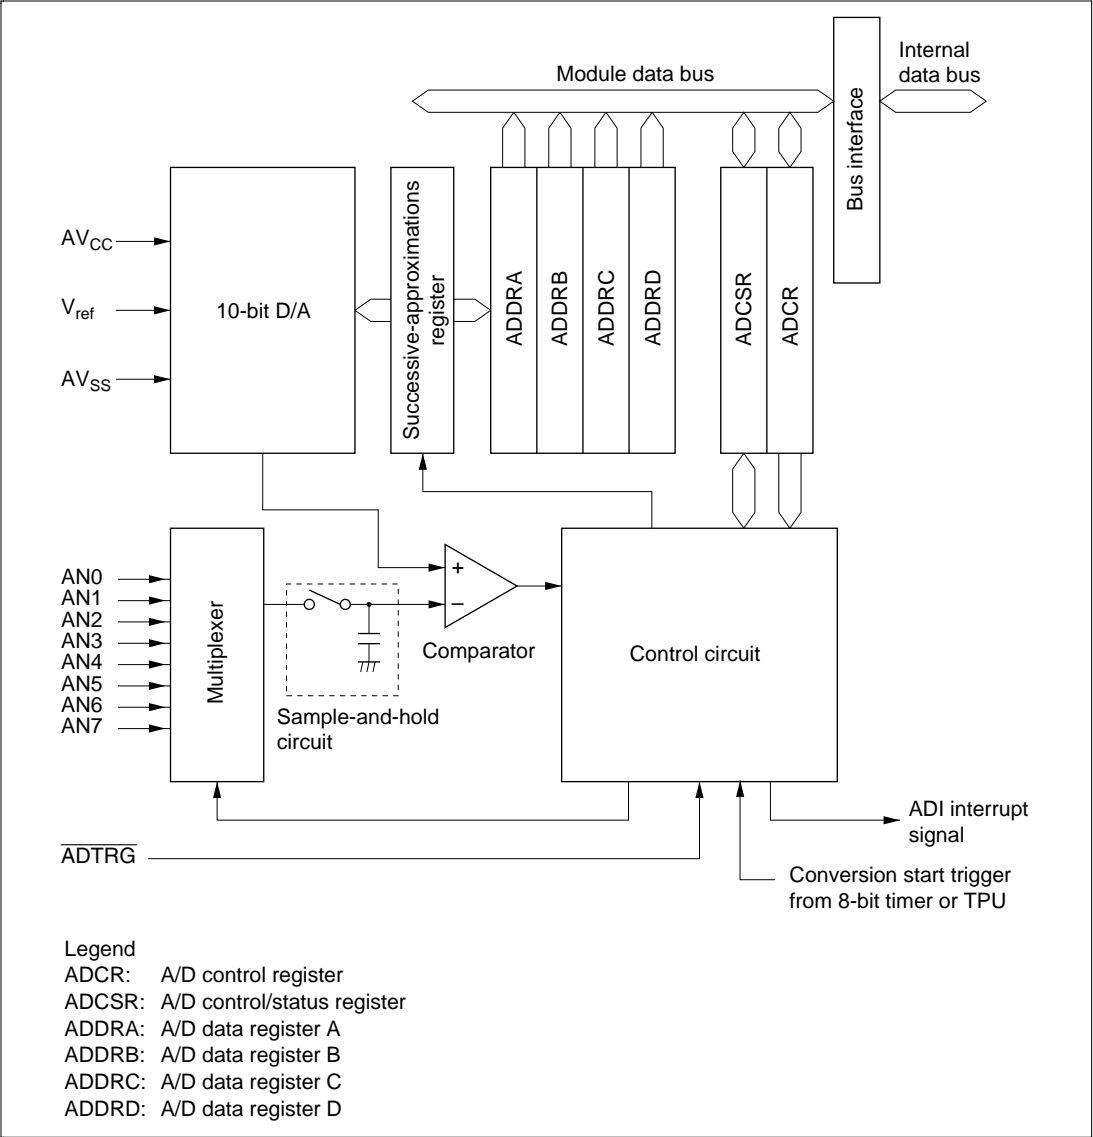 Module data bus
Internal
data bus
Bus interface
AVCC
Vref
AVSS
10-bit D/A
Successive-approximations
register
ADDRA
ADDRB
ADDRC
ADDRD
ADCSR
ADCR
AN0
AN1
AN2
AN3
AN4
AN5
AN6
AN7
Multiplexer
+
−
Comparator
Sample-and-hold
circuit
Control circuit
ADTRG
ADI interrupt
signal
Conversion start trigger
from 8-bit timer or TPU
Legend
ADCR: A/D control register
ADCSR: A/D control/status register
ADDRA: A/D data register A
ADDRB: A/D data register B
ADDRC: A/D data register C
ADDRD: A/D data register D